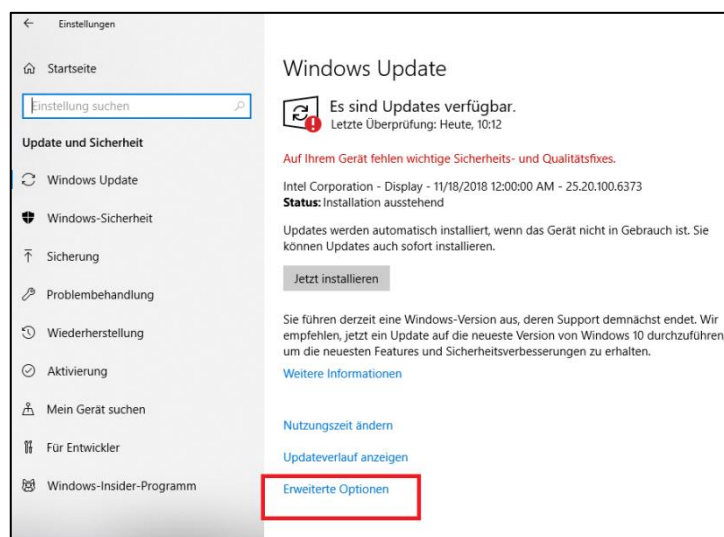 Einstellungen
Startseite
Einstellung suchen
Update und Sicherheit
Windows Update
Windows-Sicherheit
Sicherung
Problembehandlung
Wiederherstellung
Aktivierung
Mein Gerät suchen
Für Entwickler
Windows-Insider-Programm
Windows Update
Es sind Updates verfügbar.
Letzte Überprüfung: Heute, 10:12
Auf Ihrem Gerät fehlen wichtige Sicherheits- und Qualitätsfixes.
Intel Corporation - Display - 11/18/2018 12:00:00 AM - 25.20.100.6373
Status: Installation ausstehend
Updates werden automatisch installiert, wenn das Gerät nicht in Gebrauch ist. Sie
können Updates auch sofort installieren.
Jetzt installieren
Sie führen derzeit eine Windows-Version aus, deren Support demnächst endet. Wir
empfehlen, jetzt ein Update auf die neueste Version von Windows 10 durchzuführen
um die neuesten Features und Sicherheitsverbesserungen zu erhalten.
Weitere Informationen
Nutzungszeit ändern
Updateverlauf anzeigen
Erweiterte Optionen